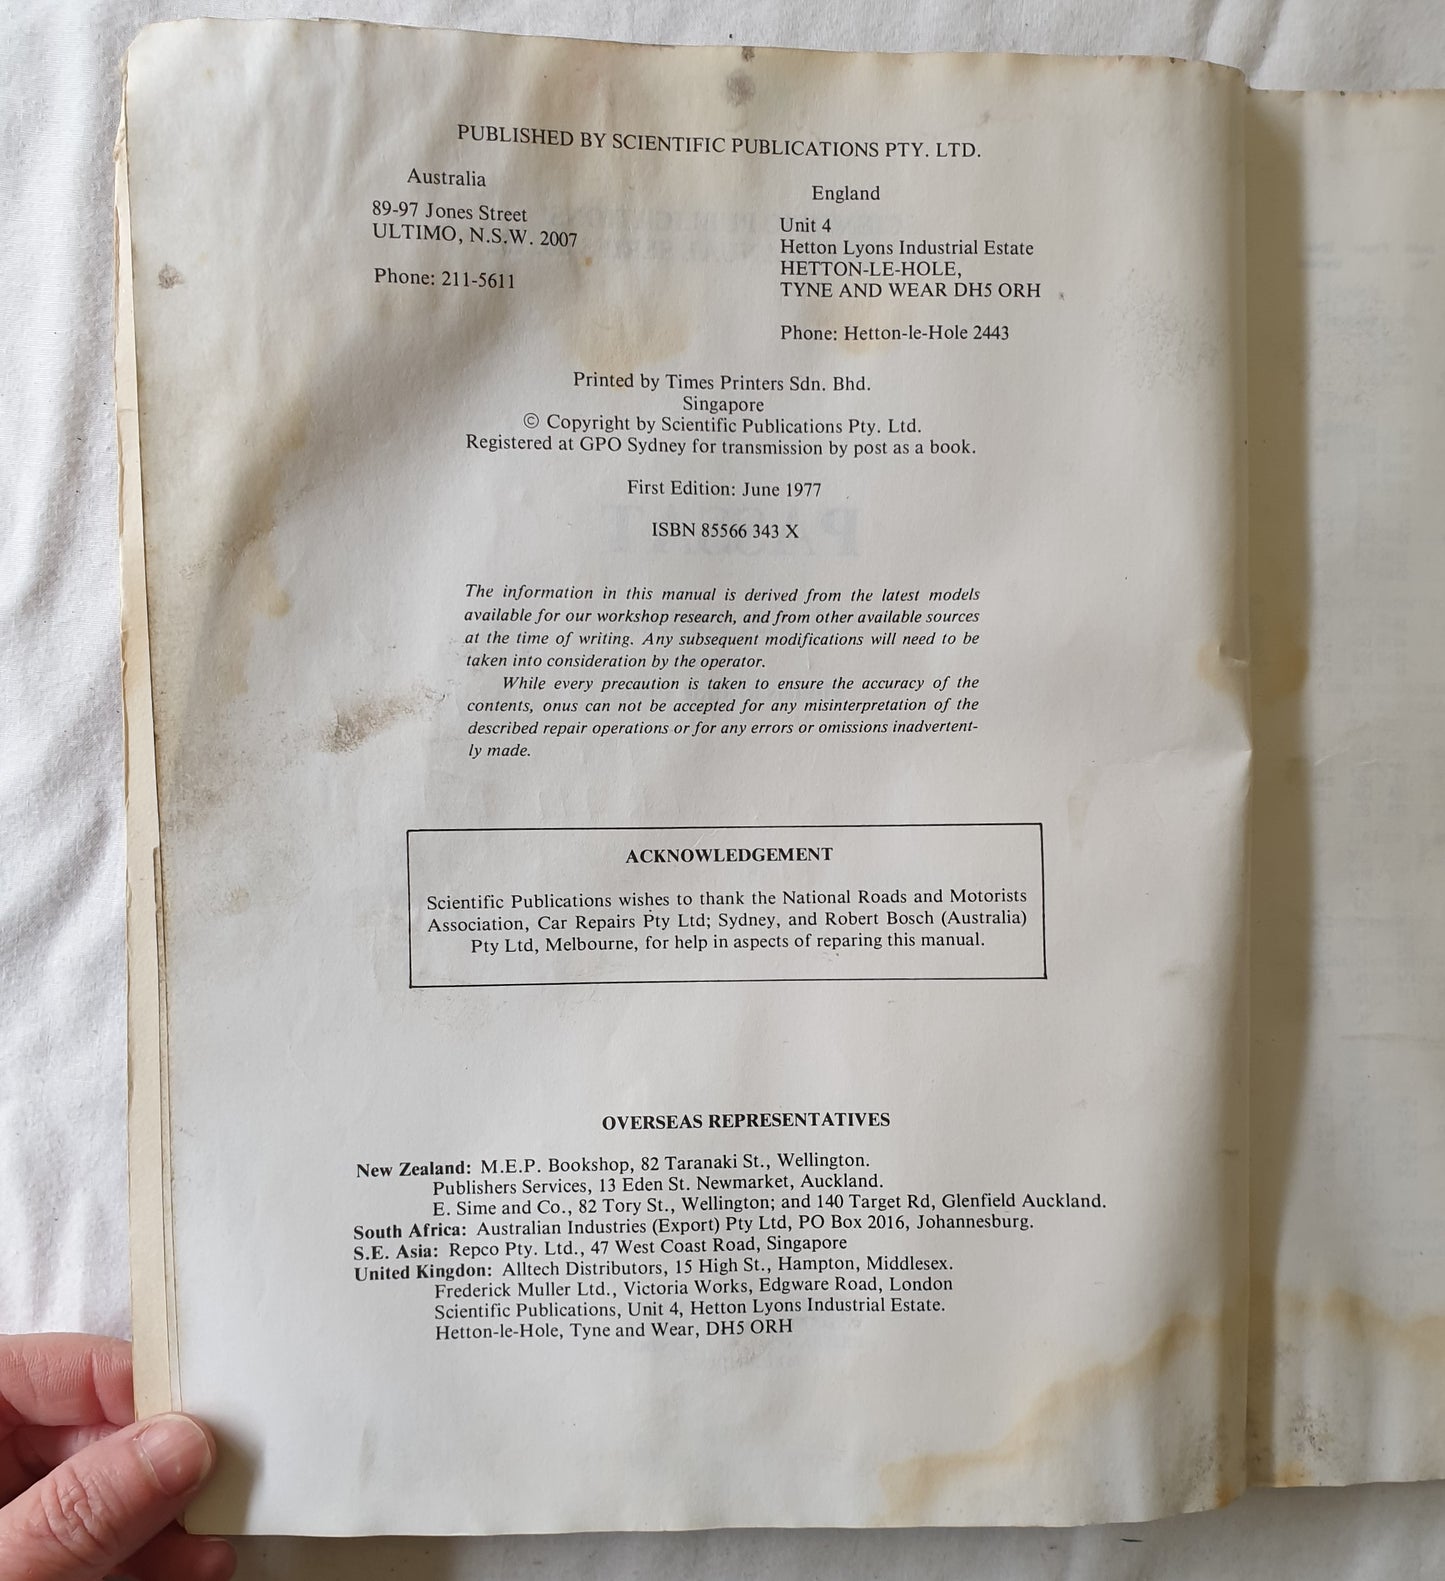 PUBLISHED BY SCIENTIFIC PUBLICATIONS PTY. LTD.
Australia
89-97 Jones Street
ULTIMO, N.S.W. 2007
Phone: 211-5611
England
Unit 4
Hetton Lyons Industrial Estate
HETTON-LE-HOLE,
TYNE AND WEAR DH5 ORH
Phone: Hetton-le-Hole 2443
Printed by Times Printers Sdn. Bhd.
Singapore
© Copyright by Scientific Publications Pty. Ltd.
Registered at GPO Sydney for transmission by post as a book.
First Edition: June 1977
ISBN 85566 343 X
The information in this manual is derived from the latest models
available for our workshop research, and from other available sources
at the time of writing. Any subsequent modifications will need to be
taken into consideration by the operator.
While every precaution is taken to ensure the accuracy of the
contents, onus can not be accepted for any misinterpretation of the
described repair operations or for any errors or omissions inadvertent-
ly made.
ACKNOWLEDGEMENT
Scientific Publications wishes to thank the National Roads and Motorists
Association, Car Repairs Pty Ltd; Sydney, and Robert Bosch (Australia)
Pty Ltd, Melbourne, for help in aspects of reparing this manual.
OVERSEAS REPRESENTATIVES
New Zealand: M.E.P. Bookshop, 82 Taranaki St., Wellington.
Publishers Services, 13 Eden St. Newmarket, Auckland.
E. Sime and Co., 82 Tory St., Wellington; and 140 Target Rd, Glenfield Auckland.
South Africa: Australian Industries (Export) Pty Ltd, PO Box 2016, Johannesburg.
S.E. Asia: Repco Pty. Ltd., 47 West Coast Road, Singapore
United Kingdon: Alltech Distributors, 15 High St., Hampton, Middlesex.
Frederick Muller Ltd., Victoria Works, Edgware Road, London
Scientific Publications, Unit 4, Hetton Lyons Industrial Estate.
Hetton-le-Hole, Tyne and Wear, DH5 ORH